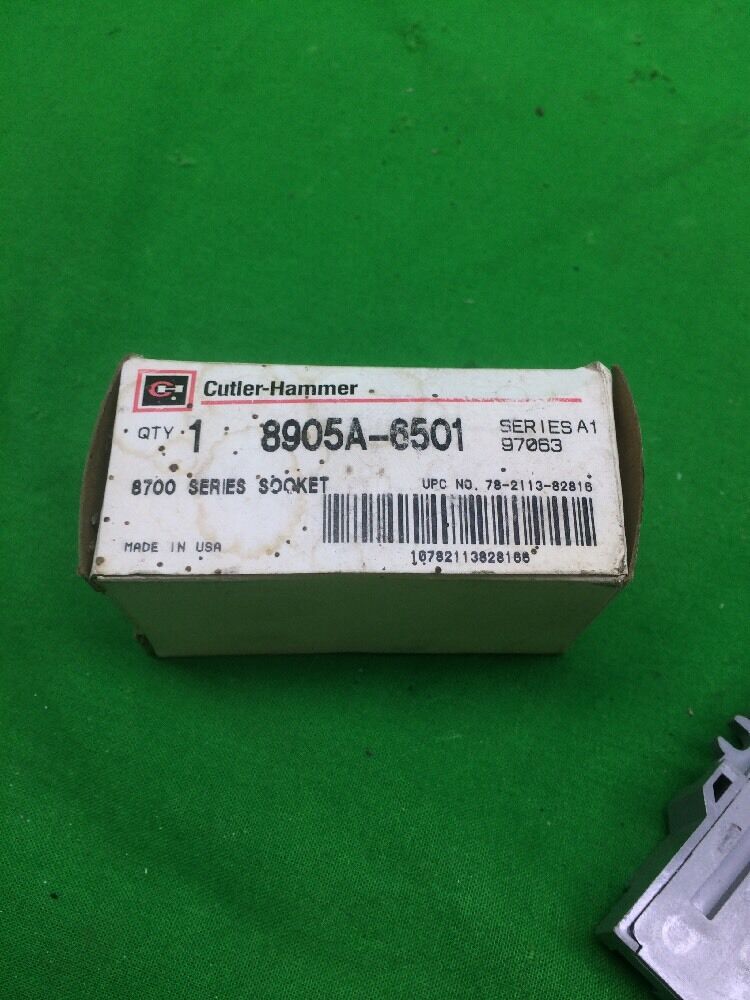 Cutler-Hammer
QTY 1 8905A-6501 SERIES A1
97063
8700 SERIES SOCKET UPC NO. 78-2113-82816
MADE IN USA 10782113828166